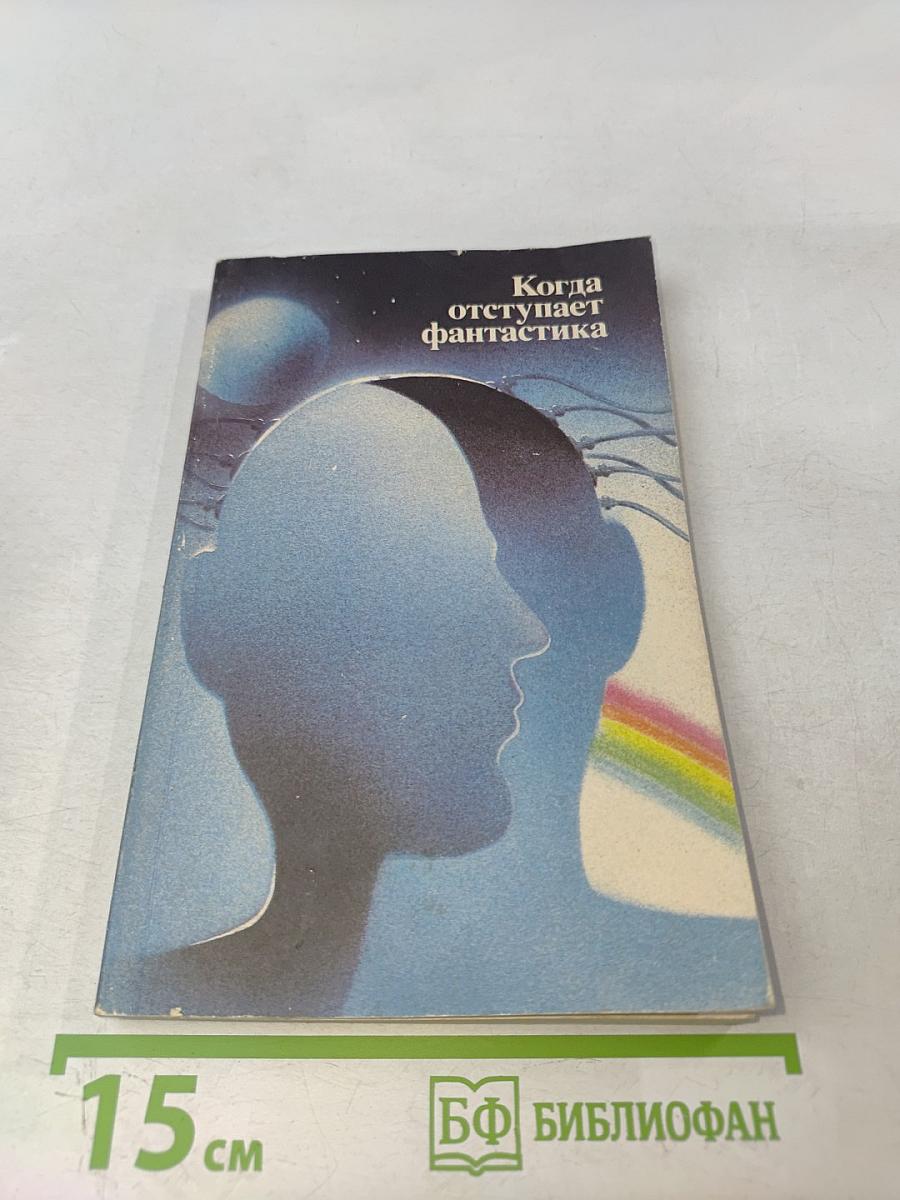 Когда
отступает
фантастика
15 см
БФ БИБЛИОФАН